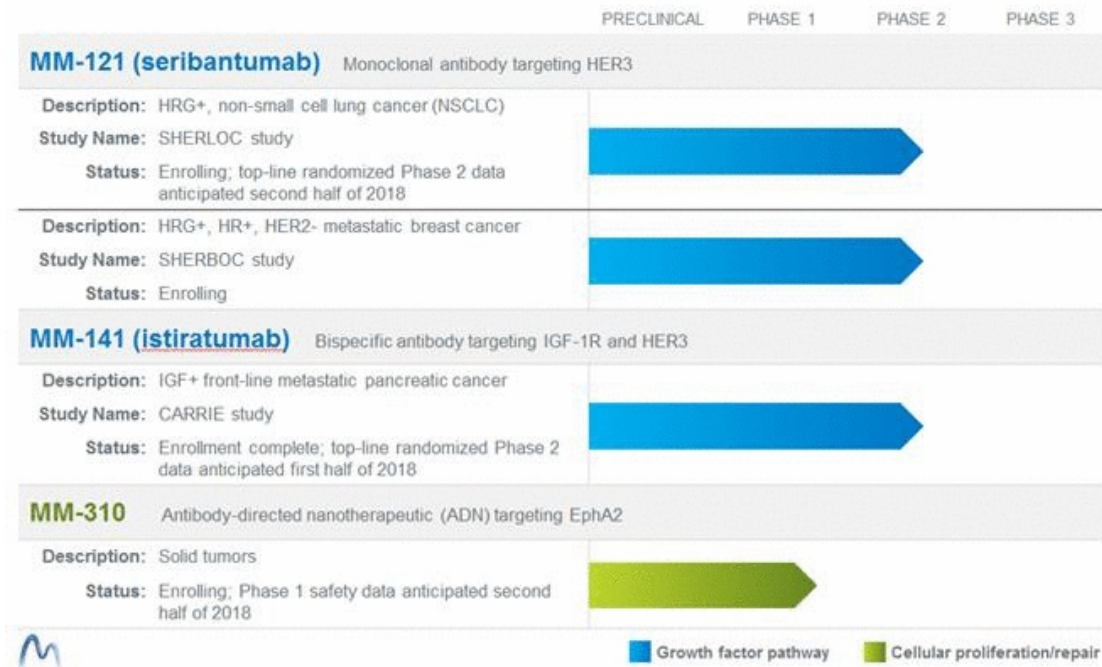 PRECLINICAL PHASE 1 PHASE 2 PHASE 3
MM-121 (seribantumab) Monoclonal antibody targeting HER3
Description: HRG+, non-small cell lung cancer (NSCLC)
Study Name: SHERLOC study
Status: Enrolling; top-line randomized Phase 2 data
anticipated second half of 2018
Description: HRG+, HR+, HER2- metastatic breast cancer
Study Name: SHERBOC study
Status: Enrolling
MM-141 (istiratumab) Bispecific antibody targeting IGF-1R and HER3
Description: IGF+ front-line metastatic pancreatic cancer
Study Name: CARRIE study
Status: Enrollment complete; top-line randomized Phase 2
data anticipated first half of 2018
MM-310 Antibody-directed nanotherapeutic (ADN) targeting EphA2
Description: Solid tumors
Status: Enrolling; Phase 1 safety data anticipated second
half of 2018
Growth factor pathway Cellular proliferation/repair